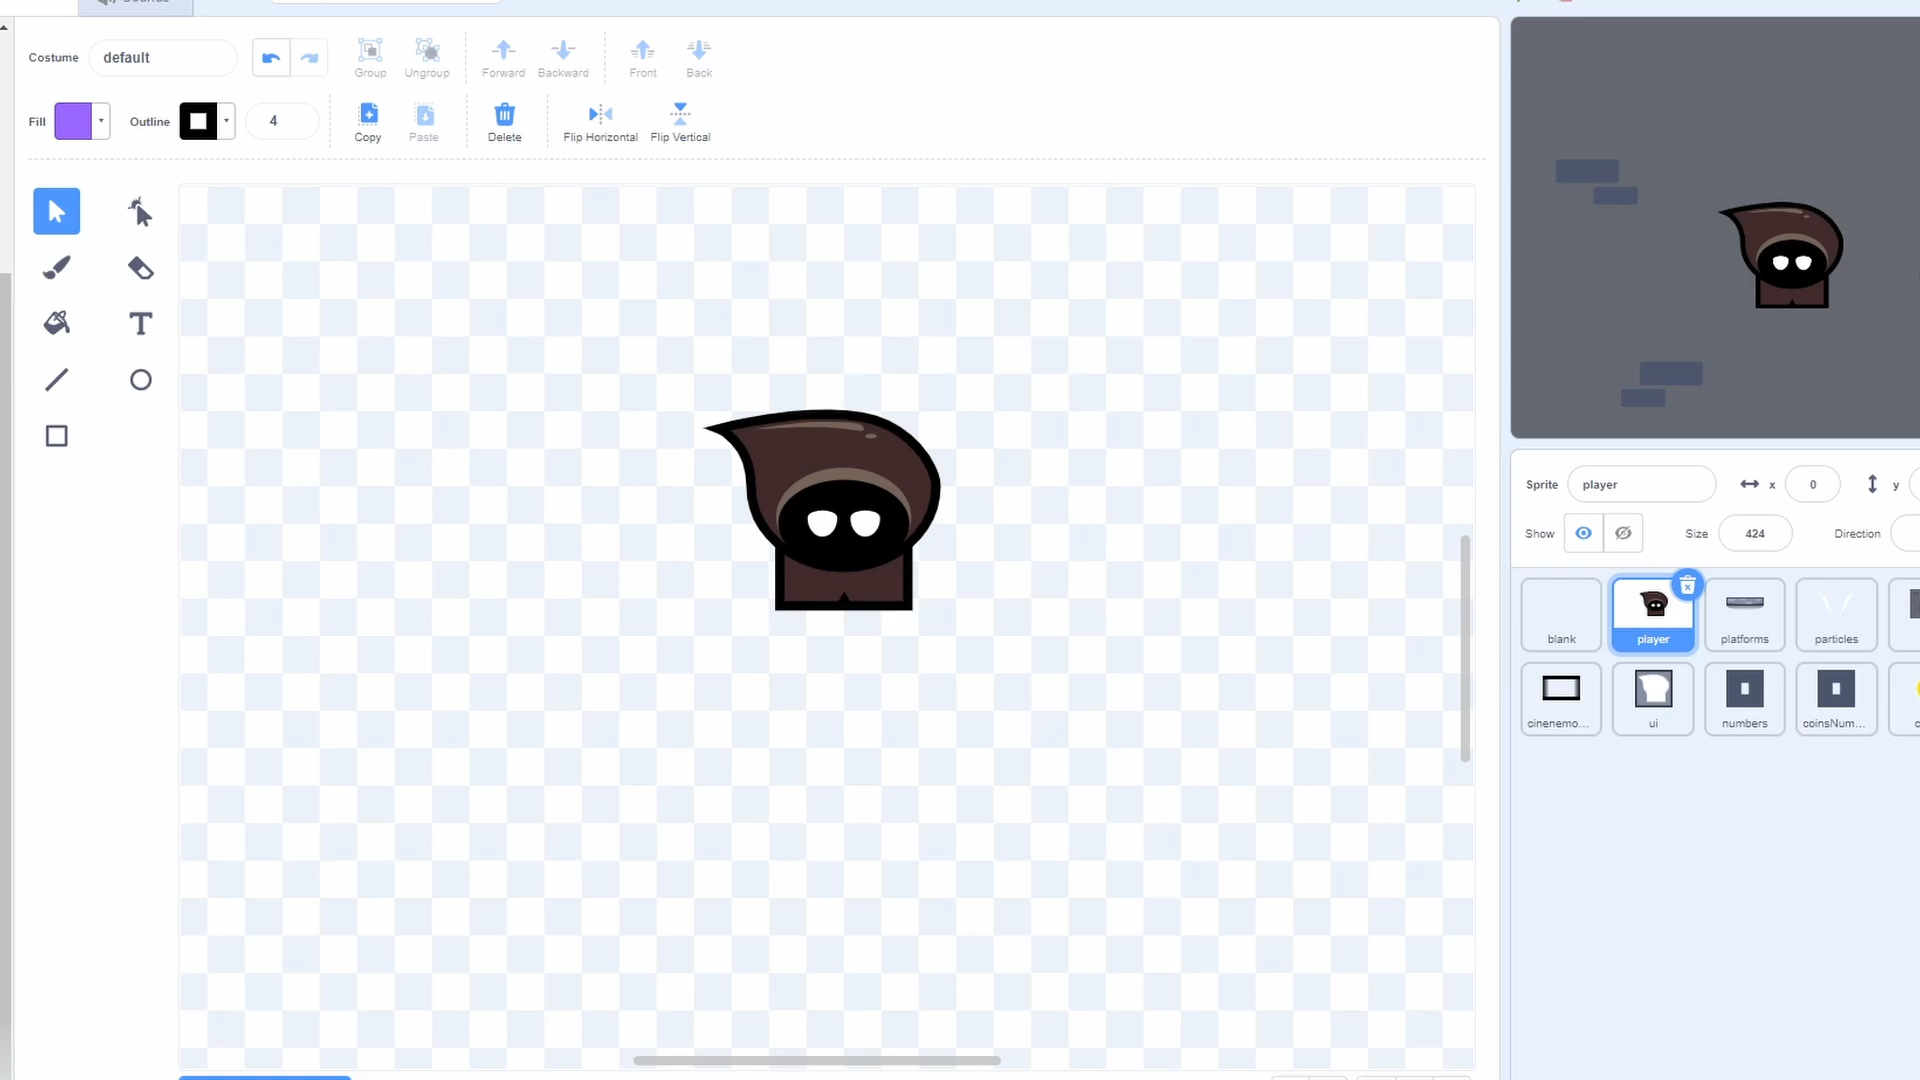 Sounds
Costume default
Group Ungroup Forward Backward Front Back
Fill Outline 4 Copy Paste Delete Flip Horizontal Flip Vertical
T
Sprite player x 0 y
Show Size 424 Direction
blank player platforms particles
cinenemo... ui numbers coinsNum... c